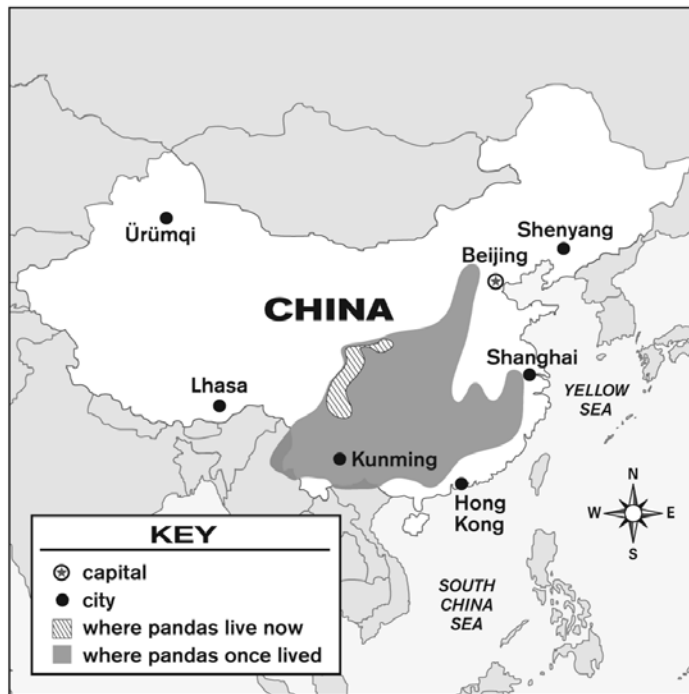 Ürümqi
Shenyang
Beijing
CHINA
Shanghai
Lhasa
YELLOW
SEA
Kunming
Hong
Kong
N
W
E
S
SOUTH
CHINA
SEA
KEY
capital
city
where pandas live now
where pandas once lived